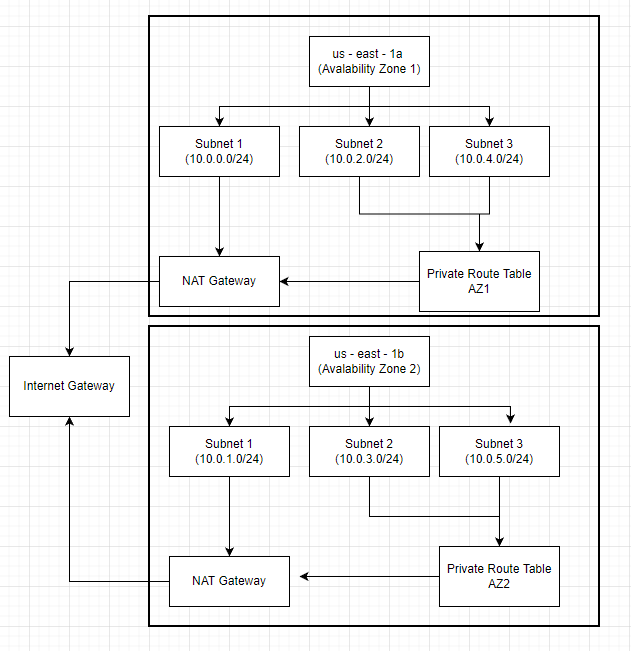 us - east - 1a
(Avalability Zone 1)
Subnet 1
(10.0.0.0/24)
Subnet 2
(10.0.2.0/24)
Subnet 3
(10.0.4.0/24)
NAT Gateway
Private Route Table
AZ1
Internet Gateway
us - east - 1b
(Avalability Zone 2)
Subnet 1
(10.0.1.0/24)
Subnet 2
(10.0.3.0/24)
Subnet 3
(10.0.5.0/24)
NAT Gateway
Private Route Table
AZ2